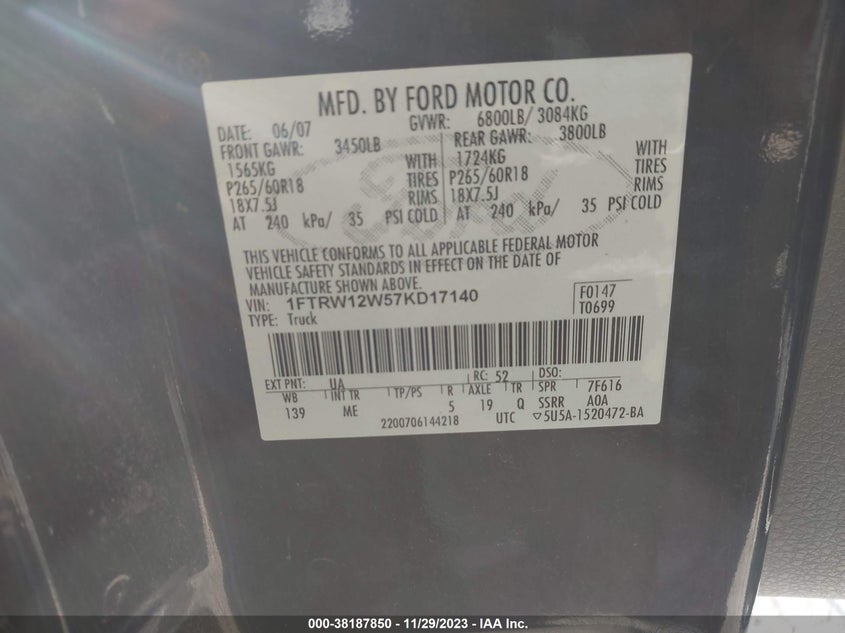 MFD. BY FORD MOTOR CO.
DATE: 06/07 GVWR: 6800LB/ 3084KG
FRONT GAWR: 3450LB REAR GAWR: 3800LB
1565KG WITH 1724KG WITH
P265/60R18 TIRES P265/60R18 TIRES
18X7.5J RIMS 18X7.5J RIMS
AT 240 kPa/ 35 PSI COLD AT 240 kPa/ 35 PSI COLD
Ford
THIS VEHICLE CONFORMS TO ALL APPLICABLE FEDERAL MOTOR
VEHICLE SAFETY STANDARDS IN EFFECT ON THE DATE OF
MANUFACTURE SHOWN ABOVE.
VIN: 1FTRW12W57KD17140 F0147
TYPE: Truck T0699
EXT PNT: UA RC: 52 DSO:
WB INT TR TP/PS R AXLE TR SPR 7F616
139 ME 5 19 Q SSRR A0A
2200706144218 UTC ▽5U5A-1520472-BA
000-38187850 - 11/29/2023 - IAA Inc.